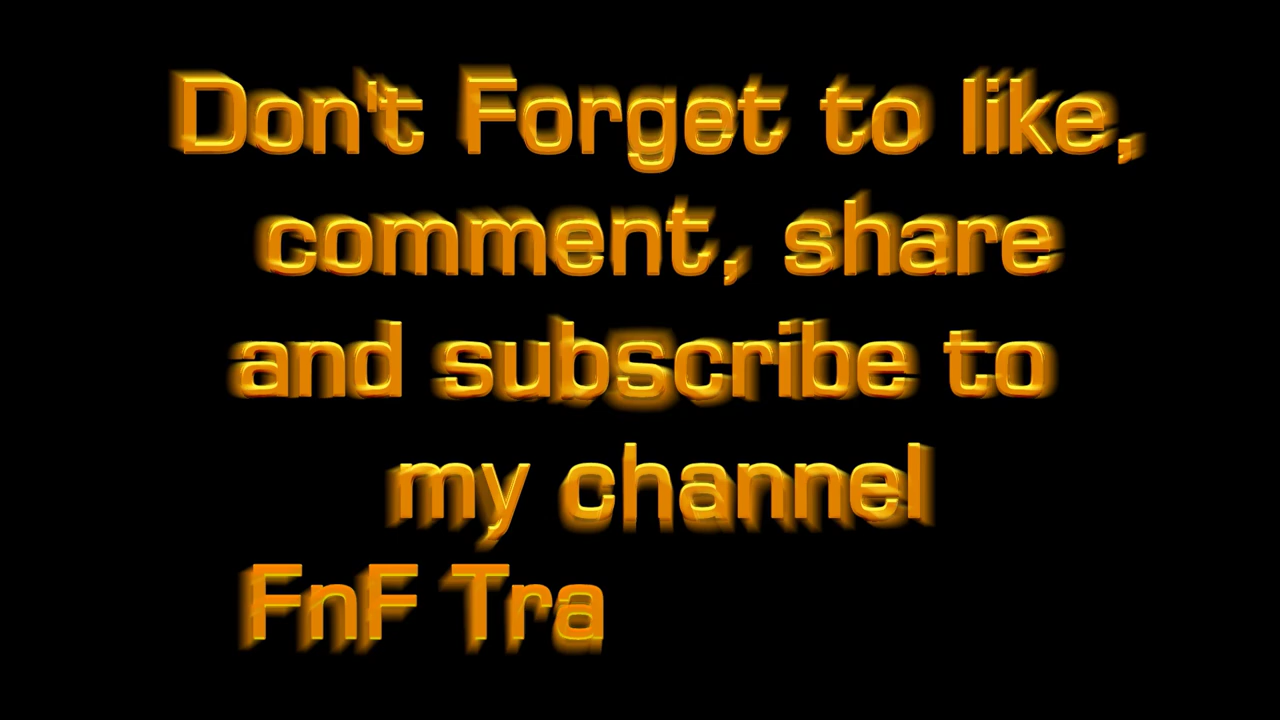 Don't Forget to like,
comment, share
and subscribe to
my channel
FnF Tra